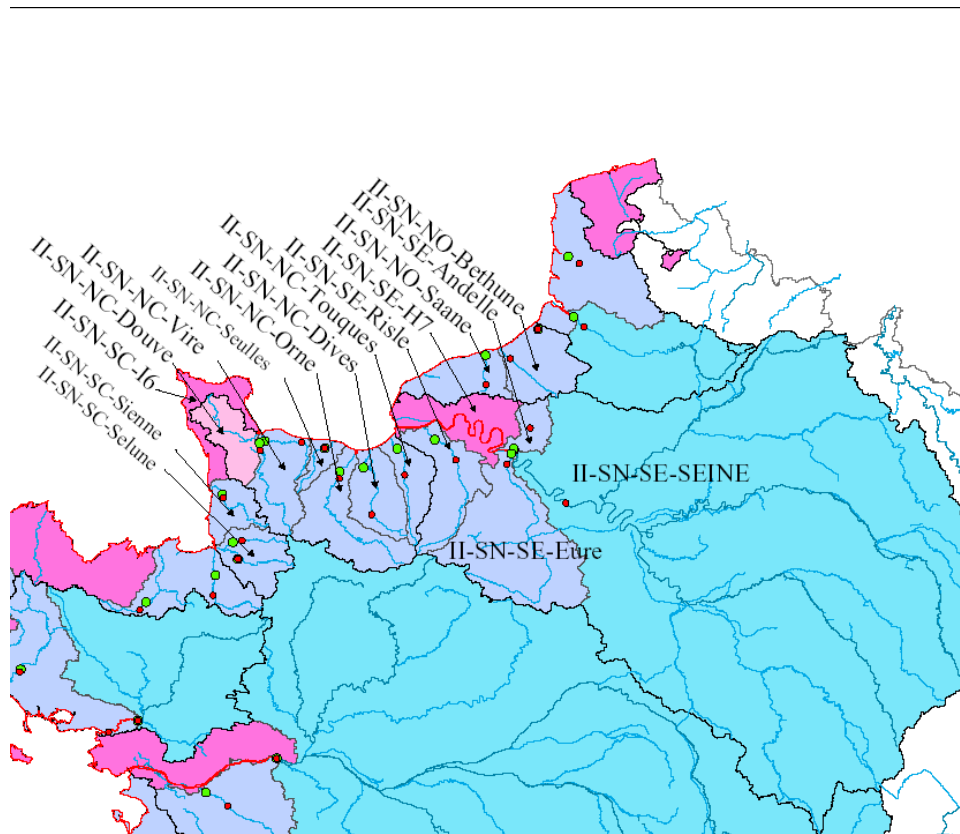 II-SN-NO-Bethune
II-SN-SE-Andelle
II-SN-NO-Saane
II-SN-SE-H7
II-SN-SE-Risle
II-SN-NC-Touques
II-SN-NC-Dives
II-SN-NC-Orne
II-SN-NC-Seulles
II-SN-NC-Vire
II-SN-NC-Douve
II-SN-SC-I6
II-SN-SC-Sienne
II-SN-SC-Selune
II-SN-SE-SEINE
II-SN-SE-Eure